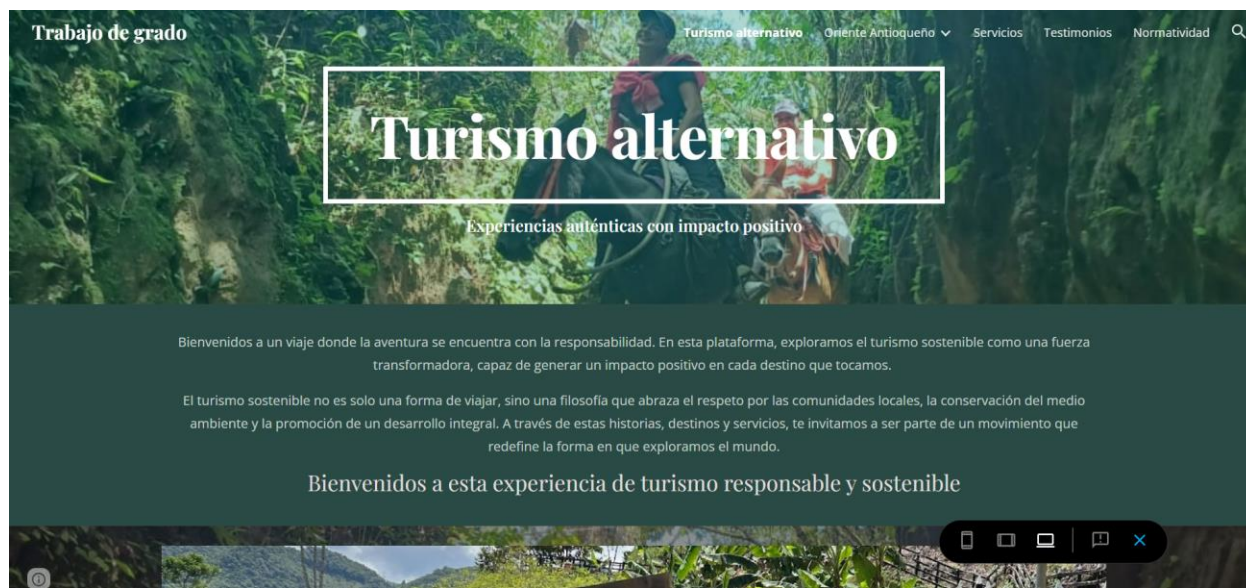 Trabajo de grado
Turismo alternativo Oriente Antioqueño Servicios Testimonios Normatividad
Turismo alternativo
Experiencias auténticas con impacto positivo
Bienvenidos a un viaje donde la aventura se encuentra con la responsabilidad. En esta plataforma, exploramos el turismo sostenible como una fuerza
transformadora, capaz de generar un impacto positivo en cada destino que tocamos.
El turismo sostenible no es solo una forma de viajar, sino una filosofía que abraza el respeto por las comunidades locales, la conservación del medio
ambiente y la promoción de un desarrollo integral. A través de estas historias, destinos y servicios, te invitamos a ser parte de un movimiento que
redefine la forma en que exploramos el mundo.
Bienvenidos a esta experiencia de turismo responsable y sostenible